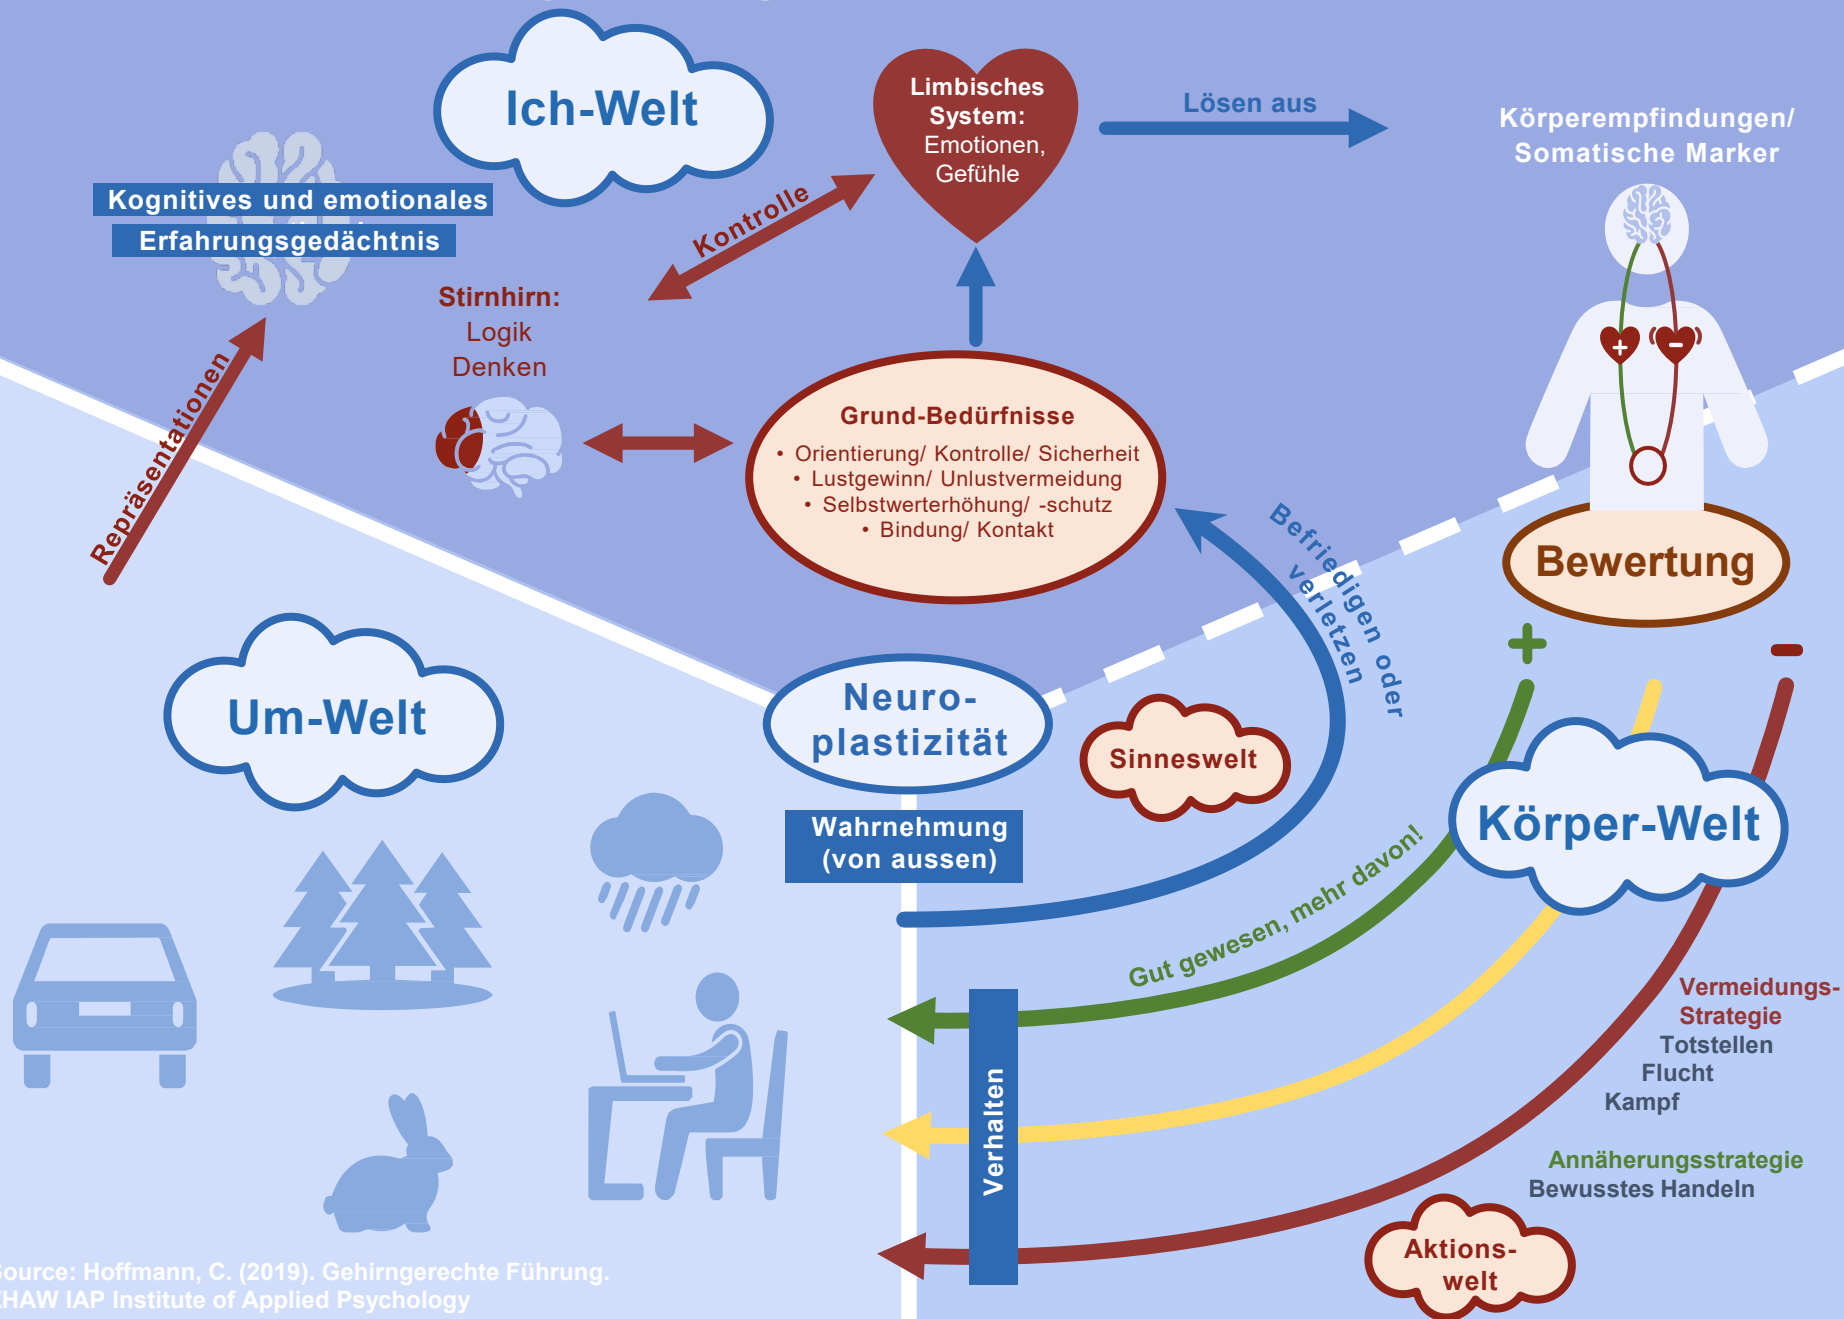 Ich-Welt
Limbisches
System:
Emotionen,
Gefühle
Lösen aus
Körperempfindungen/
Somatische Marker
Kognitives und emotionales
Erfahrungsgedächtnis
Kontrolle
Stirnhirn:
Logik
Denken
Repräsentationen
Grund-Bedürfnisse
• Orientierung/ Kontrolle/ Sicherheit
• Lustgewinn/ Unlustvermeidung
• Selbstwerterhöhung/ -schutz
• Bindung/ Kontakt
+
-
Befriedigen oder
verletzen
Bewertung
+
-
Um-Welt
Neuro-
plastizität
Sinneswelt
Wahrnehmung
(von aussen)
Körper-Welt
Gut gewesen, mehr davon!
Verhalten
Vermeidungs-
Strategie
Totstellen
Flucht
Kampf
Annäherungsstrategie
Bewusstes Handeln
Aktions-
welt
Source: Hoffmann, C. (2019). Gehirngerechte Führung.
ZHAW IAP Institute of Applied Psychology